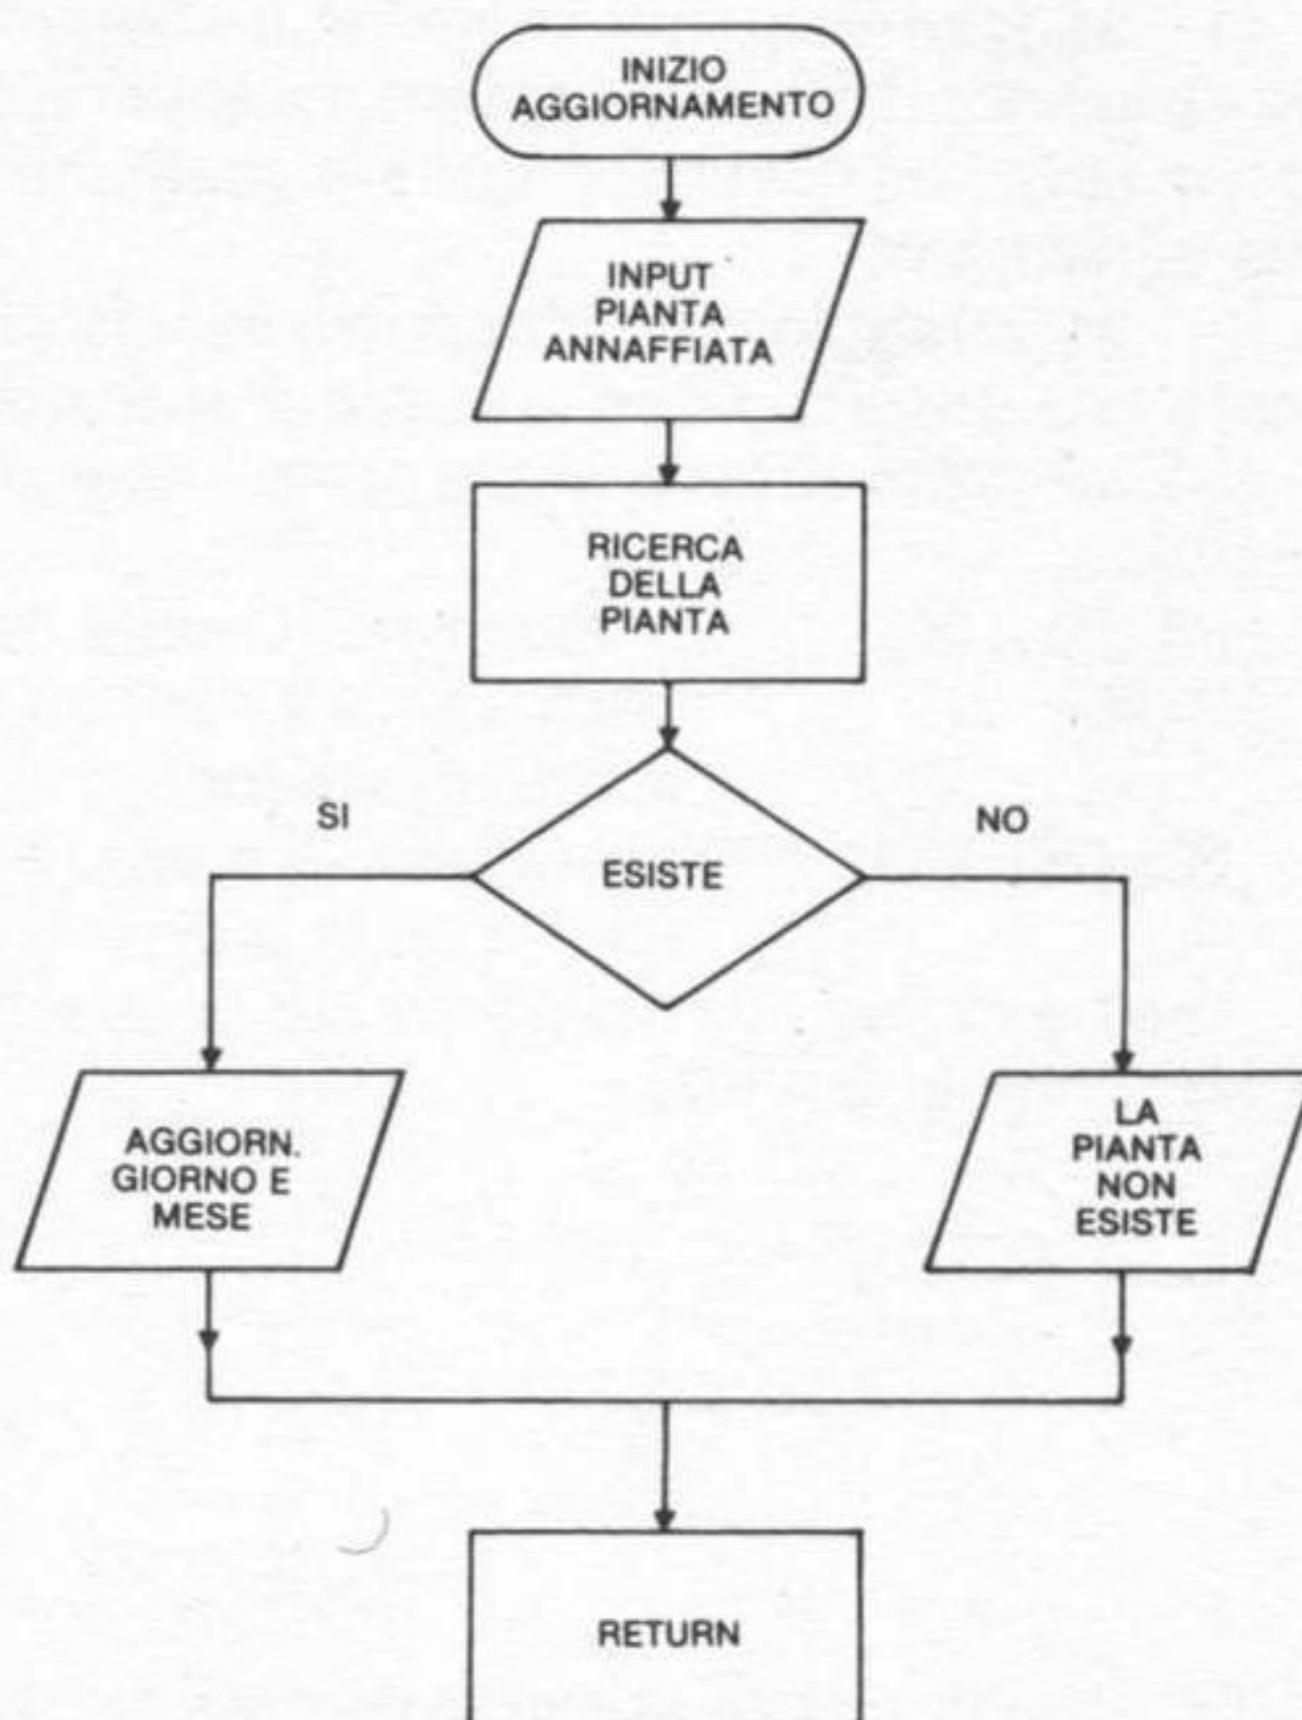 INIZIO
AGGIORNAMENTO
INPUT
PIANTA
ANNAFFIATA
RICERCA
DELLA
PIANTA
SI
ESISTE
NO
AGGIORN.
GIORNO E
MESE
LA
PIANTA
NON
ESISTE
RETURN